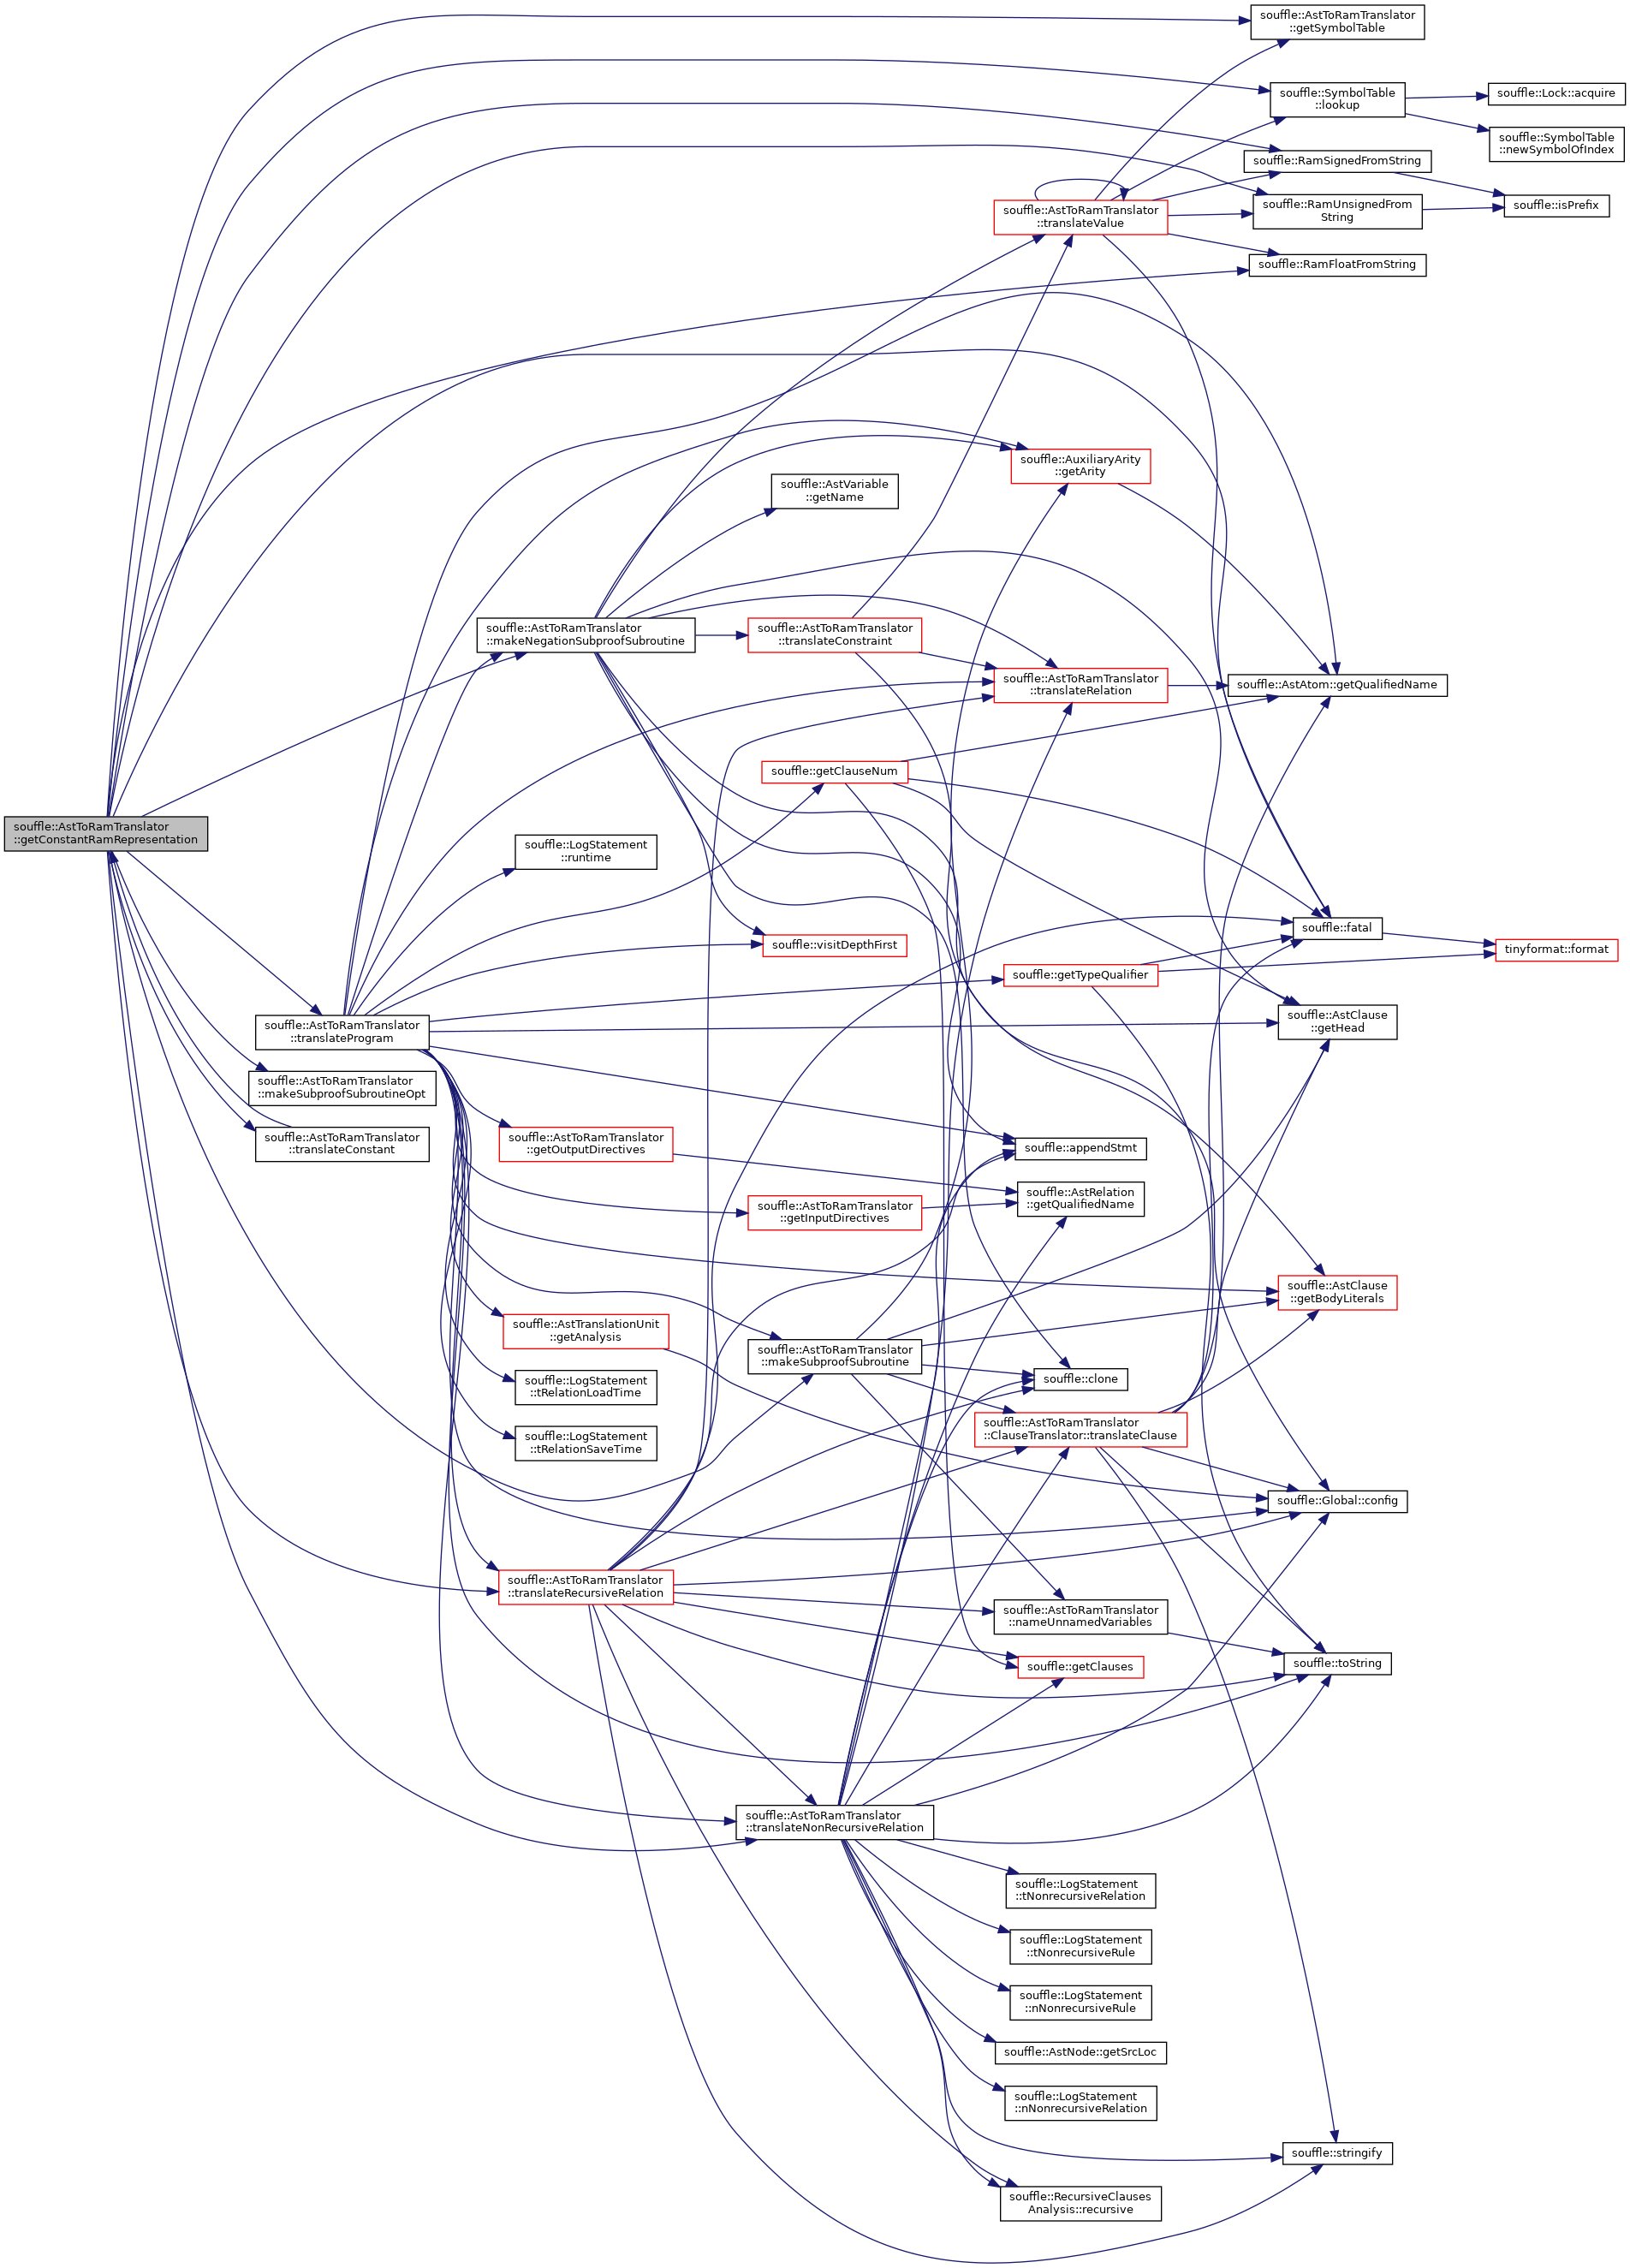 souffle::AstToRamTranslator
::getSymbolTable
souffle::SymbolTable
::lookup
souffle::Lock::acquire
souffle::SymbolTable
::newSymbolOfIndex
souffle::RamSignedFromString
souffle::RamUnsignedFrom
String
souffle::isPrefix
souffle::AstToRamTranslator
::translateValue
souffle::RamFloatFromString
souffle::AuxiliaryArity
::getArity
souffle::AstVariable
::getName
souffle::AstToRamTranslator
::makeNegationSubproofSubroutine
souffle::AstToRamTranslator
::translateConstraint
souffle::AstToRamTranslator
::translateRelation
souffle::AstAtom::getQualifiedName
souffle::getClauseNum
souffle::AstToRamTranslator
::getConstantRamRepresentation
souffle::LogStatement
::runtime
souffle::visitDepthFirst
souffle::fatal
tinyformat::format
souffle::getTypeQualifier
souffle::AstToRamTranslator
::translateProgram
souffle::AstClause
::getHead
souffle::AstToRamTranslator
::makeSubproofSubroutineOpt
souffle::AstToRamTranslator
::translateConstant
souffle::AstToRamTranslator
::getOutputDirectives
souffle::appendStmt
souffle::AstToRamTranslator
::getInputDirectives
souffle::AstRelation
::getQualifiedName
souffle::AstClause
::getBodyLiterals
souffle::AstTranslationUnit
::getAnalysis
souffle::AstToRamTranslator
::makeSubproofSubroutine
souffle::clone
souffle::LogStatement
::tRelationLoadTime
souffle::AstToRamTranslator
::ClauseTranslator::translateClause
souffle::LogStatement
::tRelationSaveTime
souffle::Global::config
souffle::AstToRamTranslator
::translateRecursiveRelation
souffle::AstToRamTranslator
::nameUnnamedVariables
souffle::getClauses
souffle::toString
souffle::AstToRamTranslator
::translateNonRecursiveRelation
souffle::LogStatement
::tNonrecursiveRelation
souffle::LogStatement
::tNonrecursiveRule
souffle::LogStatement
::nNonrecursiveRule
souffle::AstNode::getSrcLoc
souffle::LogStatement
::nNonrecursiveRelation
souffle::stringify
souffle::RecursiveClauses
Analysis::recursive